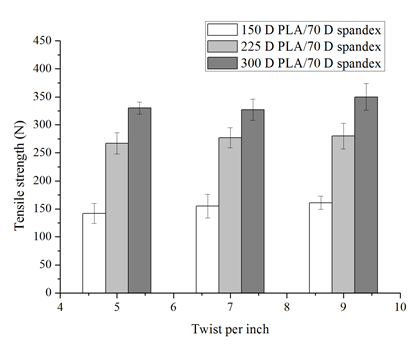 150 D PLA/70 D spandex
225 D PLA/70 D spandex
300 D PLA/70 D spandex
Tensile strength (N)
450
400
350
300
250
200
150
100
50
0
4 5 6 7 8 9 10
Twist per inch